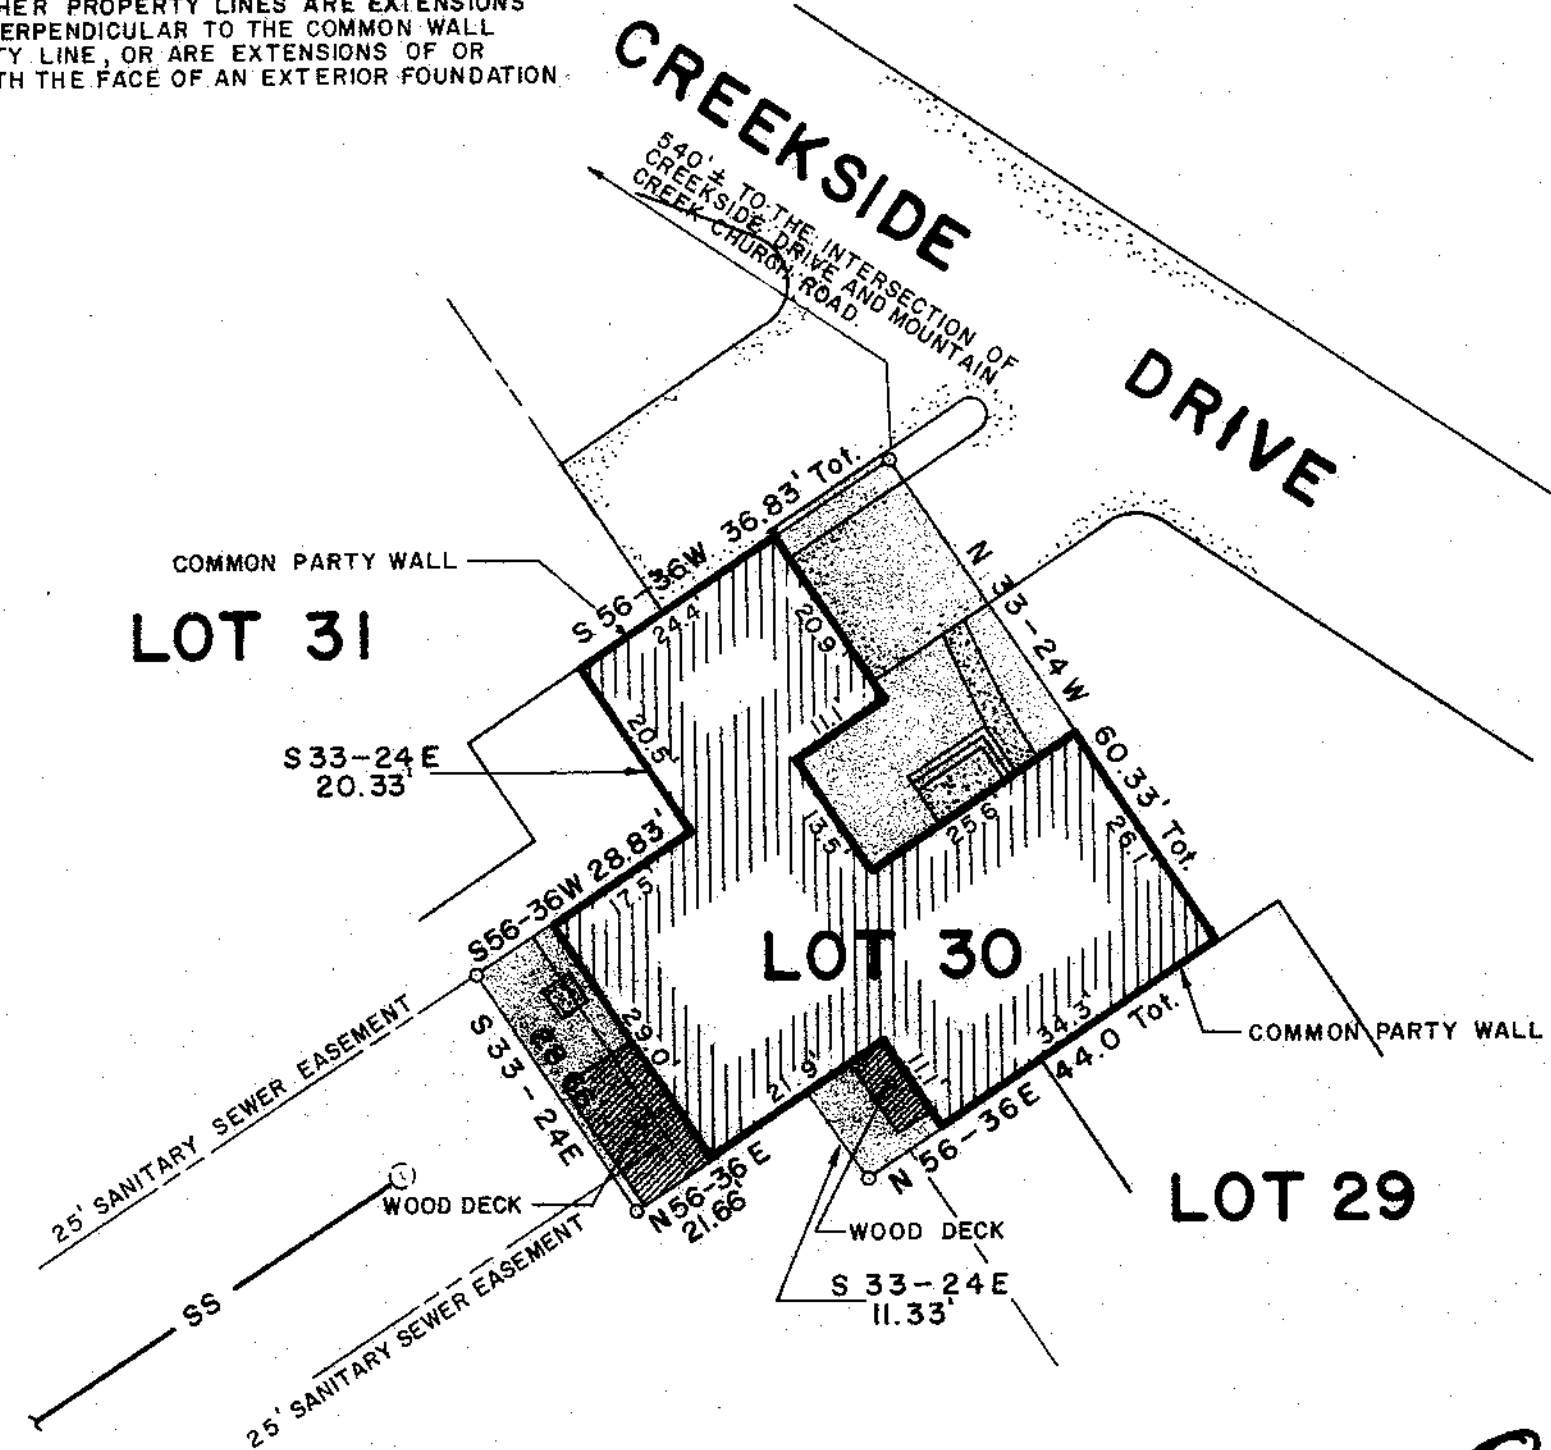 HER PROPERTY LINES ARE EXTENSIONS
ERPENDICULAR TO THE COMMON WALL
TY LINE, OR ARE EXTENSIONS OF OR
TH THE FACE OF AN EXTERIOR FOUNDATION
CREEKSIDE
DRIVE
540'± TO THE INTERSECTION OF
CREEKSIDE DRIVE AND MOUNTAIN
CREEK CHURCH ROAD.
S 56-36W 36.83' Tot.
COMMON PARTY WALL
LOT 31
24.4'
20.9'
N 33-24 W 60.33' Tot.
11.1'
20.5'
S 33-24 E
20.33'
13.5'
25.6'
26.1'
S56-36W 28.83'
17.5'
LOT 30
29.0'
S 33-24E
28.66
21.9'
11.1'
34.3'
N 56-36E 44.0 Tot.
COMMON PARTY WALL
25' SANITARY SEWER EASEMENT
WOOD DECK
N56-36 E
21.66'
WOOD DECK
S 33-24E
11.33'
LOT 29
SS
25' SANITARY SEWER EASEMENT